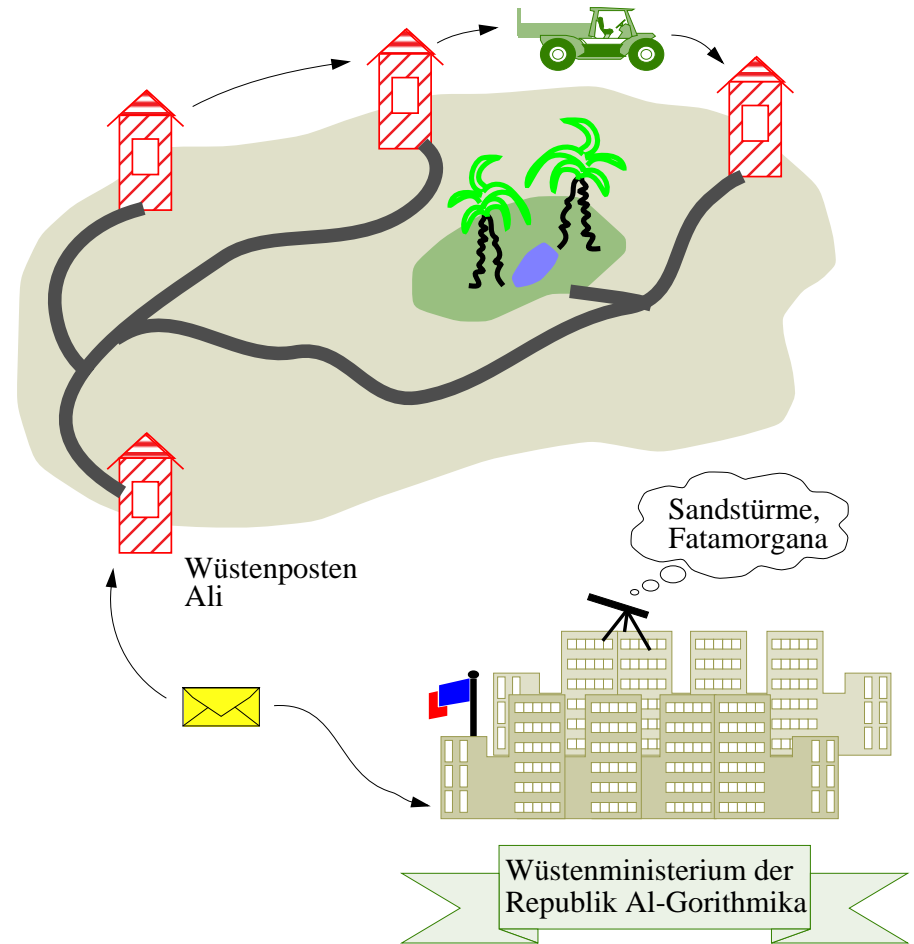 Sandstürme,
Fatamorgana
Wüstenposten
Ali
Wüstenministerium der
Republik Al-Gorithmika